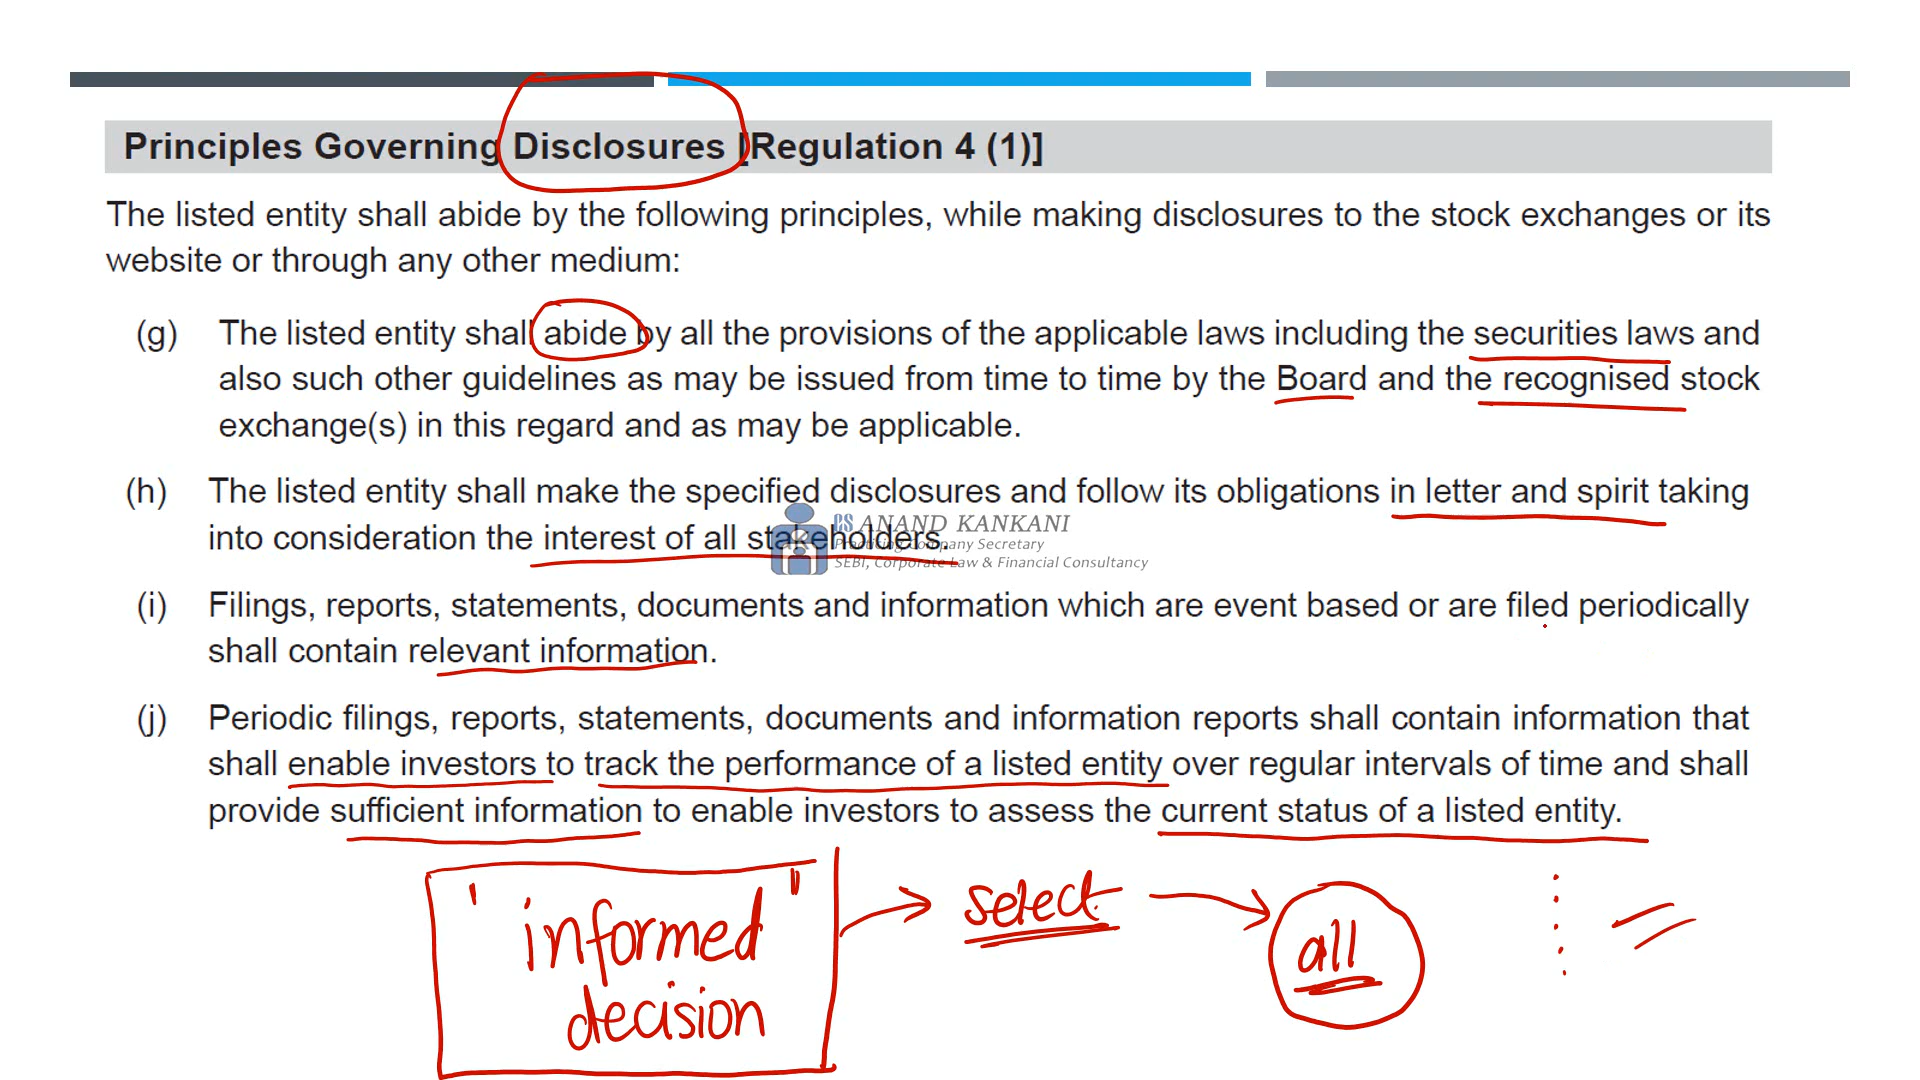 Principles Governing Disclosures [Regulation 4 (1)]
The listed entity shall abide by the following principles, while making disclosures to the stock exchanges or its
website or through any other medium:
(g) The listed entity shall abide by all the provisions of the applicable laws including the securities laws and
also such other guidelines as may be issued from time to time by the Board and the recognised stock
exchange(s) in this regard and as may be applicable.
(h) The listed entity shall make the specified disclosures and follow its obligations in letter and spirit taking
into consideration the interest of all stakeholders.
PS ANAND KANKANI
Practicing Company Secretary
SEBI, Corporate Law & Financial Consultancy
(i) Filings, reports, statements, documents and information which are event based or are filed periodically
shall contain relevant information.
(j) Periodic filings, reports, statements, documents and information reports shall contain information that
shall enable investors to track the performance of a listed entity over regular intervals of time and shall
provide sufficient information to enable investors to assess the current status of a listed entity.
"informed"
decision
select
all